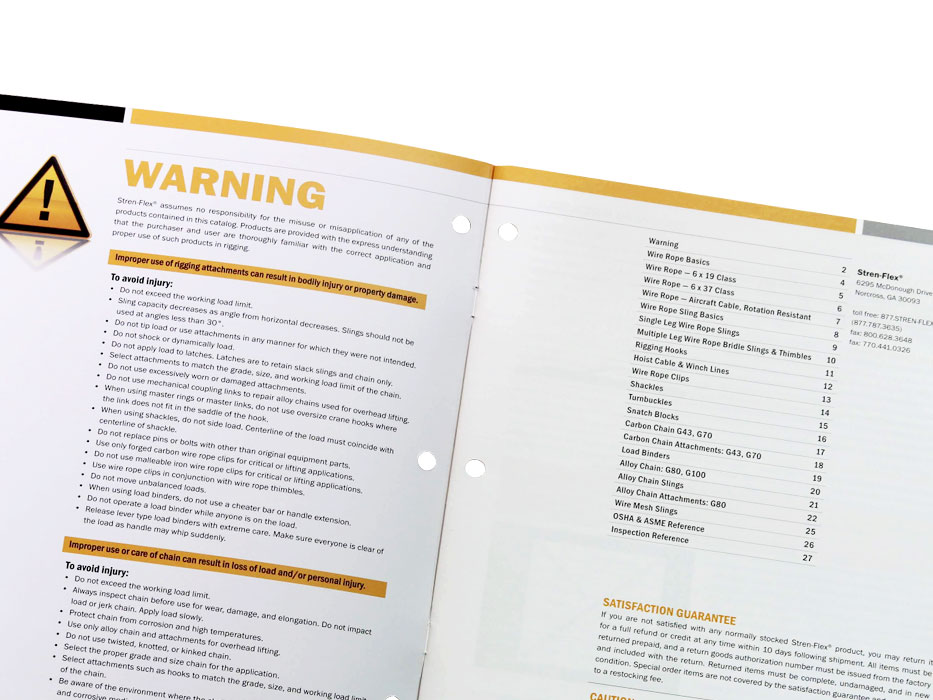 WARNING
Stren-Flex® assumes no responsibility for the misuse or misapplication of any of the
products contained in this catalog. Products are provided with the express understanding
that the purchaser and user are thoroughly familiar with the correct application and
proper use of such products in rigging.
Improper use of rigging attachments can result in bodily injury or property damage.
To avoid injury:
• Do not exceed the working load limit.
• Sling capacity decreases as angle from horizontal decreases. Slings should not be
used at angles less than 30°.
• Do not tip load or use attachments in any manner for which they were not intended.
• Do not shock or dynamically load.
• Do not apply load to latches. Latches are to retain slack slings and chain only.
• Select attachments to match the grade, size, and working load limit of the chain.
• Do not use excessively worn or damaged attachments.
• Do not use mechanical coupling links to repair alloy chains used for overhead lifting.
• When using master rings or master links, do not use oversize crane hooks where
the link does not fit in the saddle of the hook.
• When using shackles, do not side load. Centerline of the load must coincide with
centerline of shackle.
• Do not replace pins or bolts with other than original equipment parts.
• Use only forged carbon wire rope clips for critical or lifting applications.
• Do not use malleable iron wire rope clips for critical or lifting applications.
• Use wire rope clips in conjunction with wire rope thimbles.
• Do not move unbalanced loads.
• When using load binders, do not use a cheater bar or handle extension.
• Do not operate a load binder while anyone is on the load.
• Release lever type load binders with extreme care. Make sure everyone is clear of
the load as handle may whip suddenly.
Improper use or care of chain can result in loss of load and/or personal injury.
To avoid injury:
• Do not exceed the working load limit.
• Always inspect chain before use for wear, damage, and elongation. Do not impact
load or jerk chain. Apply load slowly.
• Protect chain from corrosion and high temperatures.
• Use only alloy chain and attachments for overhead lifting.
• Do not use twisted, knotted, or kinked chain.
• Select the proper grade and size chain for the application.
• Select attachments such as hooks to match the grade, size, and working load limit
of the chain.
• Be aware of the environment where the
and corrosive
Warning 2
Wire Rope Basics 4
Wire Rope — 6 x 19 Class 5
Wire Rope — 6 x 37 Class 6
Wire Rope — Aircraft Cable, Rotation Resistant 7
Wire Rope Sling Basics 8
Single Leg Wire Rope Slings 9
Multiple Leg Wire Rope Bridle Slings & Thimbles 10
Rigging Hooks 11
Hoist Cable & Winch Lines 12
Wire Rope Clips 13
Shackles 14
Turnbuckles 15
Snatch Blocks 16
Carbon Chain G43, G70 17
Carbon Chain Attachments: G43, G70 18
Load Binders 19
Alloy Chain: G80, G100 20
Alloy Chain Slings 21
Alloy Chain Attachments: G80 22
Wire Mesh Slings 25
OSHA & ASME Reference 26
Inspection Reference 27
Stren-Flex®
6295 McDonough Drive
Norcross, GA 30093
toll free: 877.STREN-FLEX
(877.787.3635)
fax: 800.628.3648
fax: 770.441.0326
SATISFACTION GUARANTEE
If you are not satisfied with any normally stocked Stren-Flex® product, you may return it
for a full refund or credit at any time within 10 days following shipment. All items must be
returned prepaid, and a return goods authorization number must be issued from the factory
and included with the return. Returned items must be complete, undamaged, and in new
condition. Special order items are not covered by the satisfaction guarantee and
to a restocking fee.